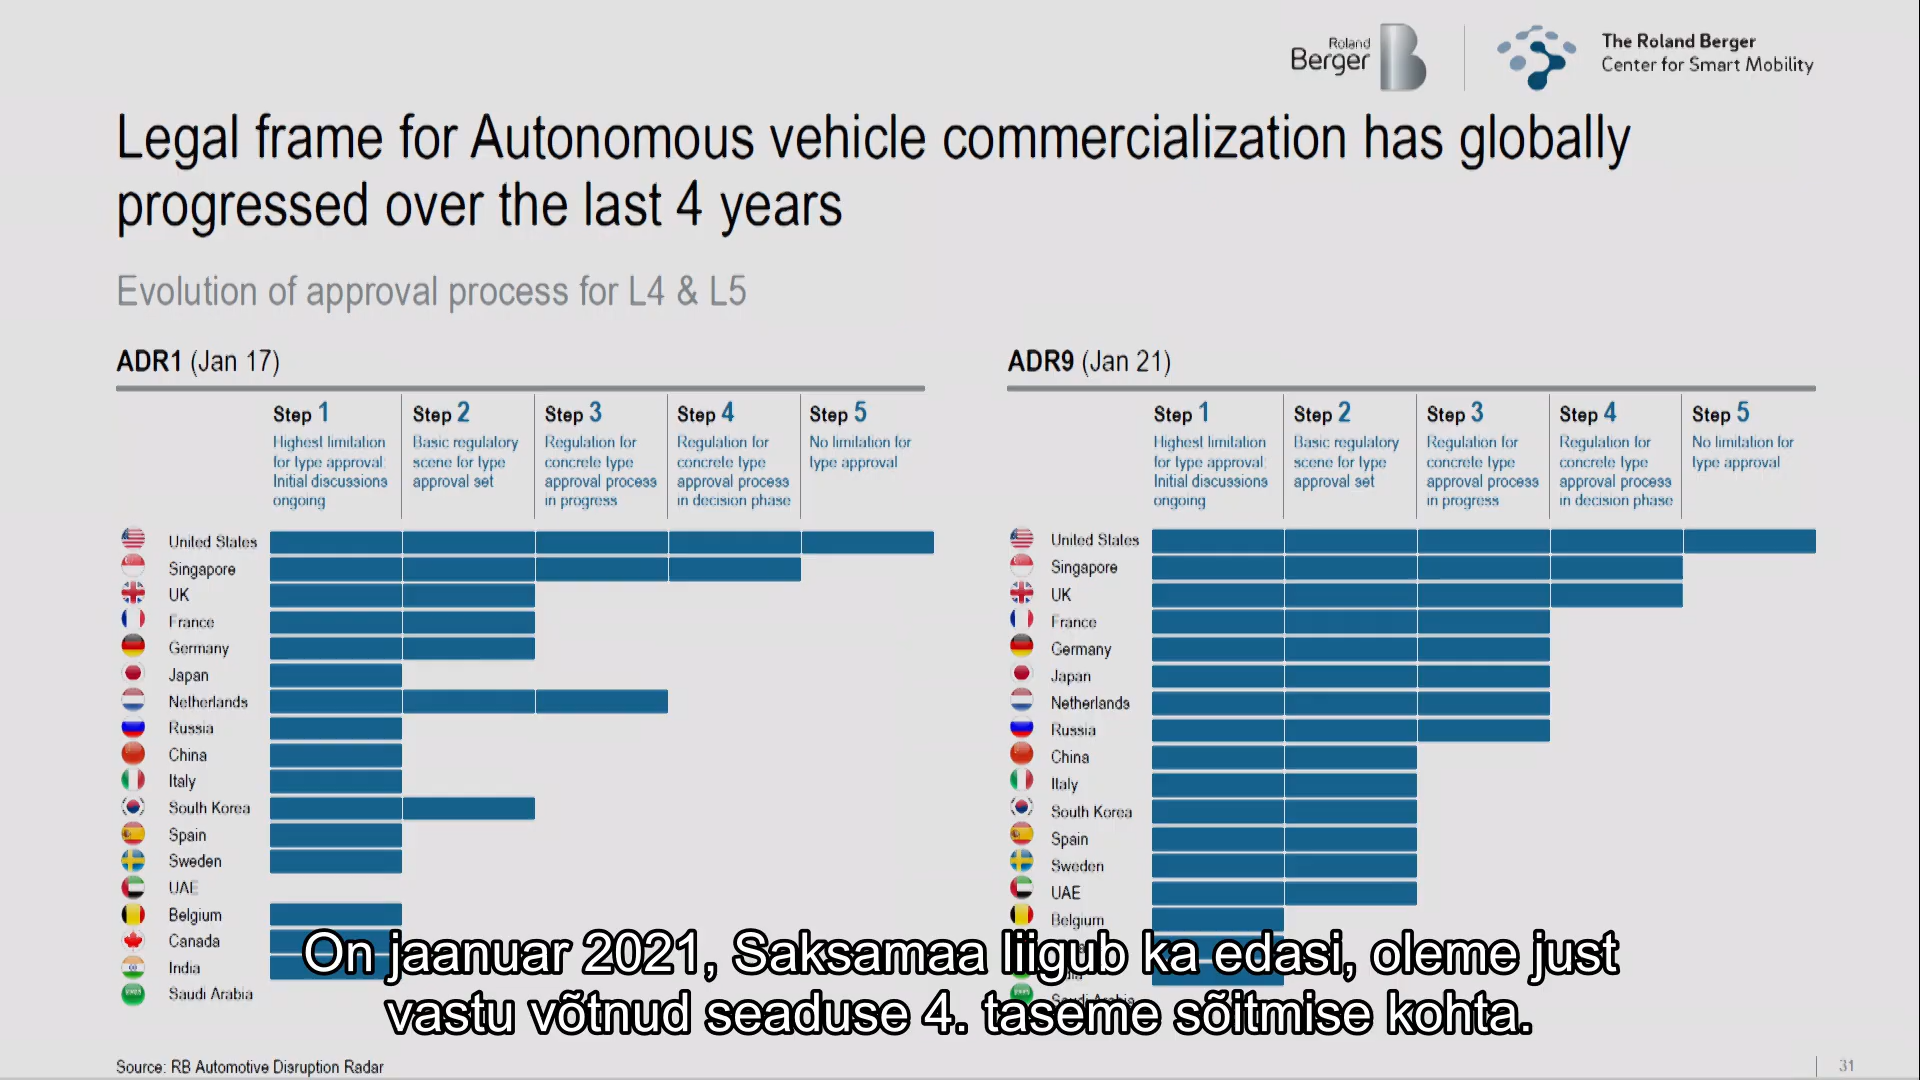 Roland
Berger
The Roland Berger
Center for Smart Mobility
Legal frame for Autonomous vehicle commercialization has globally
progressed over the last 4 years
Evolution of approval process for L4 & L5
ADR1 (Jan 17)
Step 1
Highest limitation
for type approval
Initial discussions
ongoing
Step 2
Basic regulatory
scene for type
approval set
Step 3
Regulation for
concrete type
approval process
in progress
Step 4
Regulation for
concrete type
approval process
in decision phase
Step 5
No limitation for
type approval
United States
Singapore
UK
France
Germany
Japan
Netherlands
Russia
China
Italy
South Korea
Spain
Sweden
UAE
Belgium
Canada
India
Saudi Arabia
ADR9 (Jan 21)
Step 1
Highest limitation
for type approval
Initial discussions
ongoing
Step 2
Basic regulatory
scene for type
approval set
Step 3
Regulation for
concrete type
approval process
in progress
Step 4
Regulation for
concrete type
approval process
in decision phase
Step 5
No limitation for
type approval
United States
Singapore
UK
France
Germany
Japan
Netherlands
Russia
China
Italy
South Korea
Spain
Sweden
UAE
Belgium
Saudi Arabia
On jaanuar 2021, Saksamaa liigub ka edasi, oleme just
vastu võtnud seaduse 4. taseme sõitmise kohta.
Source: RB Automotive Disruption Radar
31